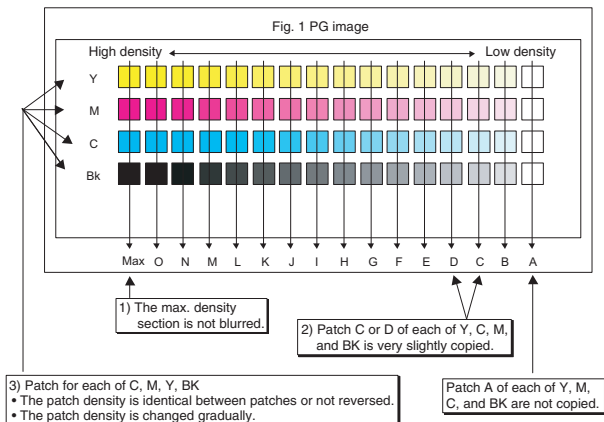 Fig. 1 PG image
High density Low density
Y
M
C
Bk
Max O N M L K J I H G F E D C B A
1) The max. density
section is not blurred.
2) Patch C or D of each of Y, C, M,
and BK is very slightly copied.
3) Patch for each of C, M, Y, BK
• The patch density is identical between patches or not reversed.
• The patch density is changed gradually.
Patch A of each of Y, M,
C, and BK are not copied.